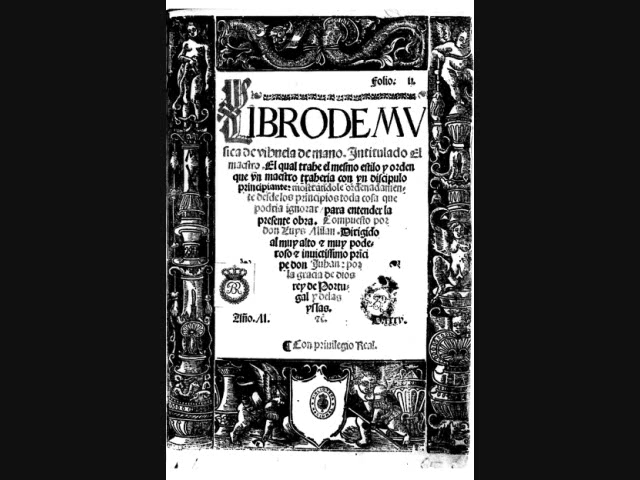 Folio. II.
LIBRO DE MV
sica de vihuela de mano. Intitulado El
maestro. El qual trahe el mesmo estilo y orden
que vn maestro traheria con vn discipulo
principiante: mostrandole ordenadamen-
te desde los principios toda cosa que
podria ignorar / para entender la
presente obra. Compuesto por
don Luys Milan. Dirigido
al muy alto & muy pode-
roso & inuictissimo princi
pe don Juhan: por
la gracia de dios
rey de Portu-
gal / y de las
yslas.
&c.
Año. M.
Con priuilegio Real.